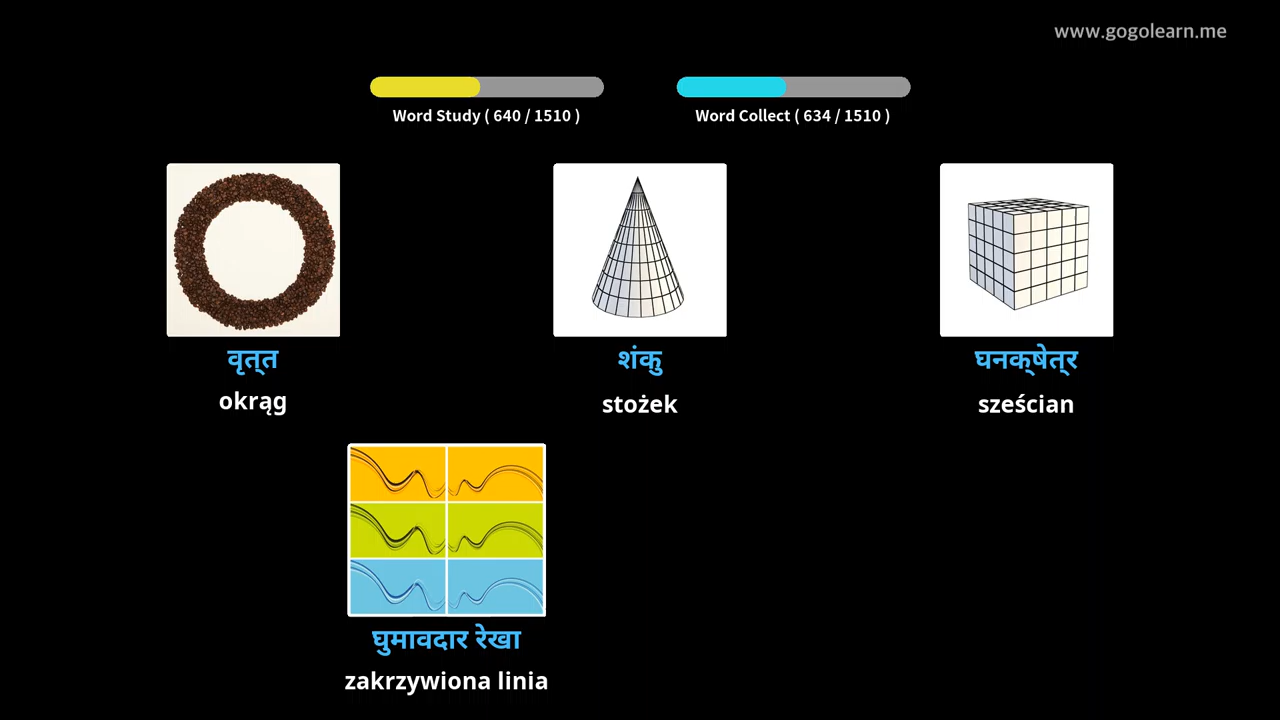 www.gogolearn.me
Word Study ( 640 / 1510 )
Word Collect ( 634 / 1510 )
वृत्त
शंकु
घनक्षेत्र
okrąg
stożek
sześcian
घुमावदार रेखा
zakrzywiona linia